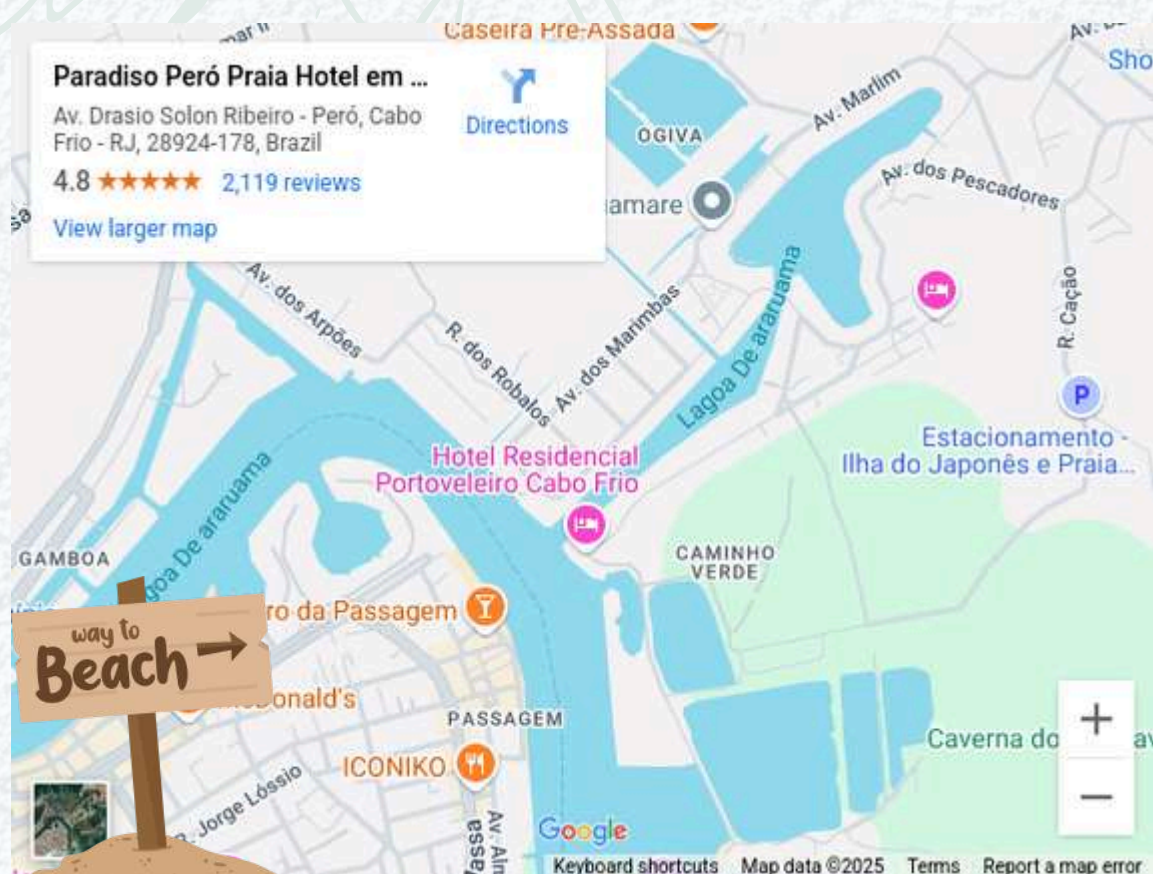 Caseira Pre-Assada
Paradiso Peró Praia Hotel em ...
Av. Drasio Solon Ribeiro - Peró, Cabo
Frio - RJ, 28924-178, Brazil
4.8
2,119 reviews
View larger map
Directions
OGIVA
Av. Marlim
Sho
Av. dos Pescadores
amare
Av. dos Arpões
R. dos Robalos
Av. dos Marimbas
Lagoa De araruama
R. Cação
P
Estacionamento -
Ilha do Japonês e Praia...
Hotel Residencial
Portoveleiro Cabo Frio
goa De araruama
GAMBOA
CAMINHO
VERDE
ro da Passagem
way to
Beach
Donald's
PASSAGEM
ICONIKO
Jorge Lóssio
Caverna do
av
+
−
Google
Keyboard shortcuts
Map data ©2025
Terms
Report a map error